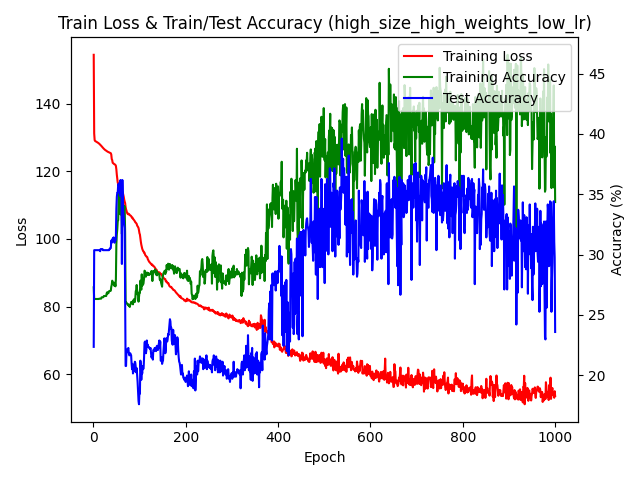 Train Loss & Train/Test Accuracy (high_size_high_weights_low_lr)
Training Loss
Training Accuracy
Test Accuracy
140
120
100
80
60
Loss
45
40
35
30
25
20
Accuracy (%)
0 200 400 600 800 1000
Epoch